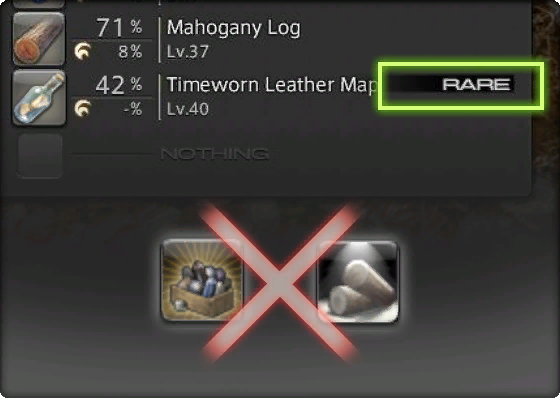 71% Mahogany Log
8% Lv.37
42% Timeworn Leather Map RARE
-% Lv.40
NOTHING